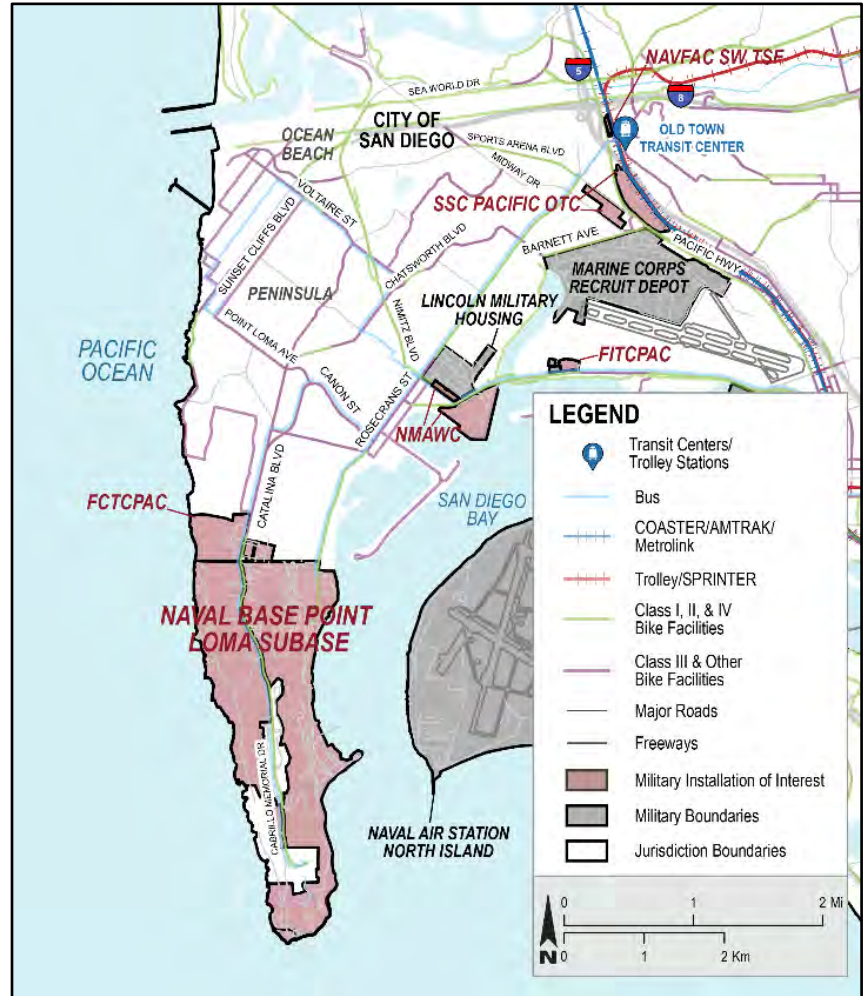 NAVFAC SW TSF
5
8
SEA WORLD DR
CITY OF
SAN DIEGO
OCEAN
BEACH
SPORTS ARENA BLVD
OLD TOWN
TRANSIT CENTER
MIDWAY DR
VOLTAIRE ST
SSC PACIFIC OTC
SUNSET CLIFFS BLVD
CHATSWORTH BLVD
BARNETT AVE
PACIFIC HWY
MARINE CORPS
RECRUIT DEPOT
PENINSULA
NIMITZ BLVD
LINCOLN MILITARY
HOUSING
POINT LOMA AVE
PACIFIC
OCEAN
FITCPAC
CANON ST
ROSECRANS ST
NMAWC
CATALINA BLVD
FCTCPAC
SAN DIEGO
BAY
NAVAL BASE POINT
LOMA SUBASE
CABRILLO MEMORIAL DR
NAVAL AIR STATION
NORTH ISLAND
LEGEND
Transit Centers/
Trolley Stations
Bus
COASTER/AMTRAK/
Metrolink
Trolley/SPRINTER
Class I, II, & IV
Bike Facilities
Class III & Other
Bike Facilities
Major Roads
Freeways
Military Installation of Interest
Military Boundaries
Jurisdiction Boundaries
0 1 2 Mi
N 0 1 2 Km